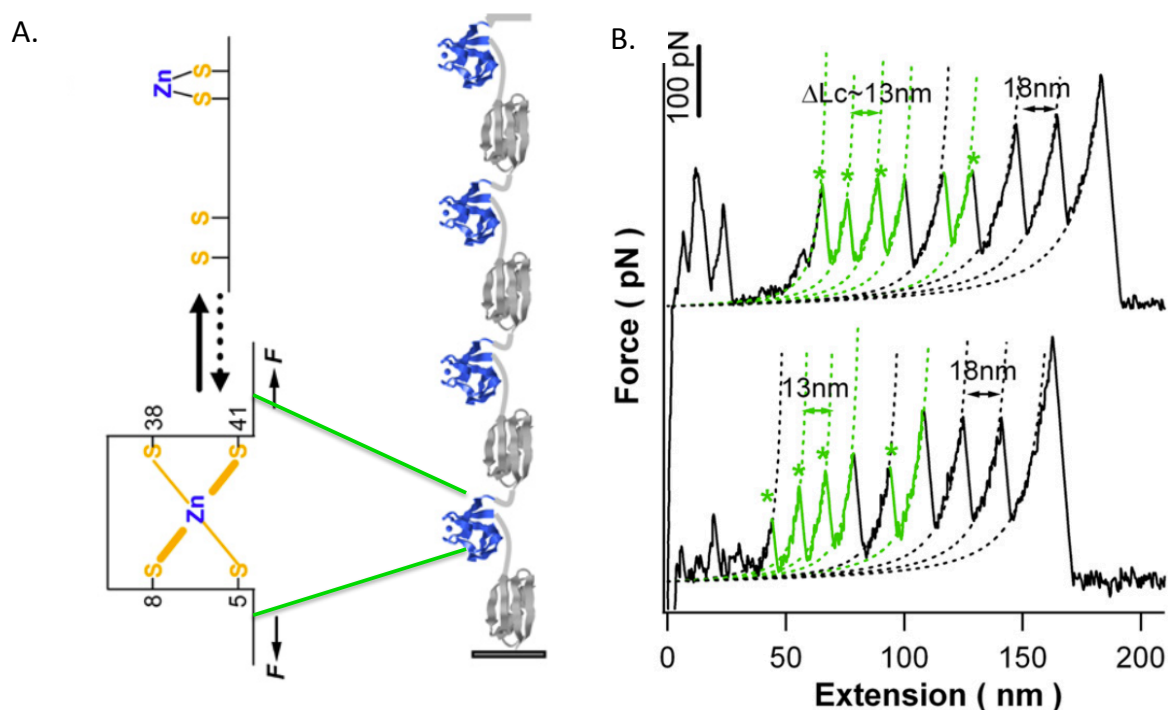 A.
Zn
S
S
S
S
F
38
41
S
S
Zn
S
S
8
5
F
B.
100 pN
ΔLc~13nm
18nm
*
*
*
*
13nm
18nm
*
*
*
*
Force ( pN )
0
50
100
150
200
Extension ( nm )